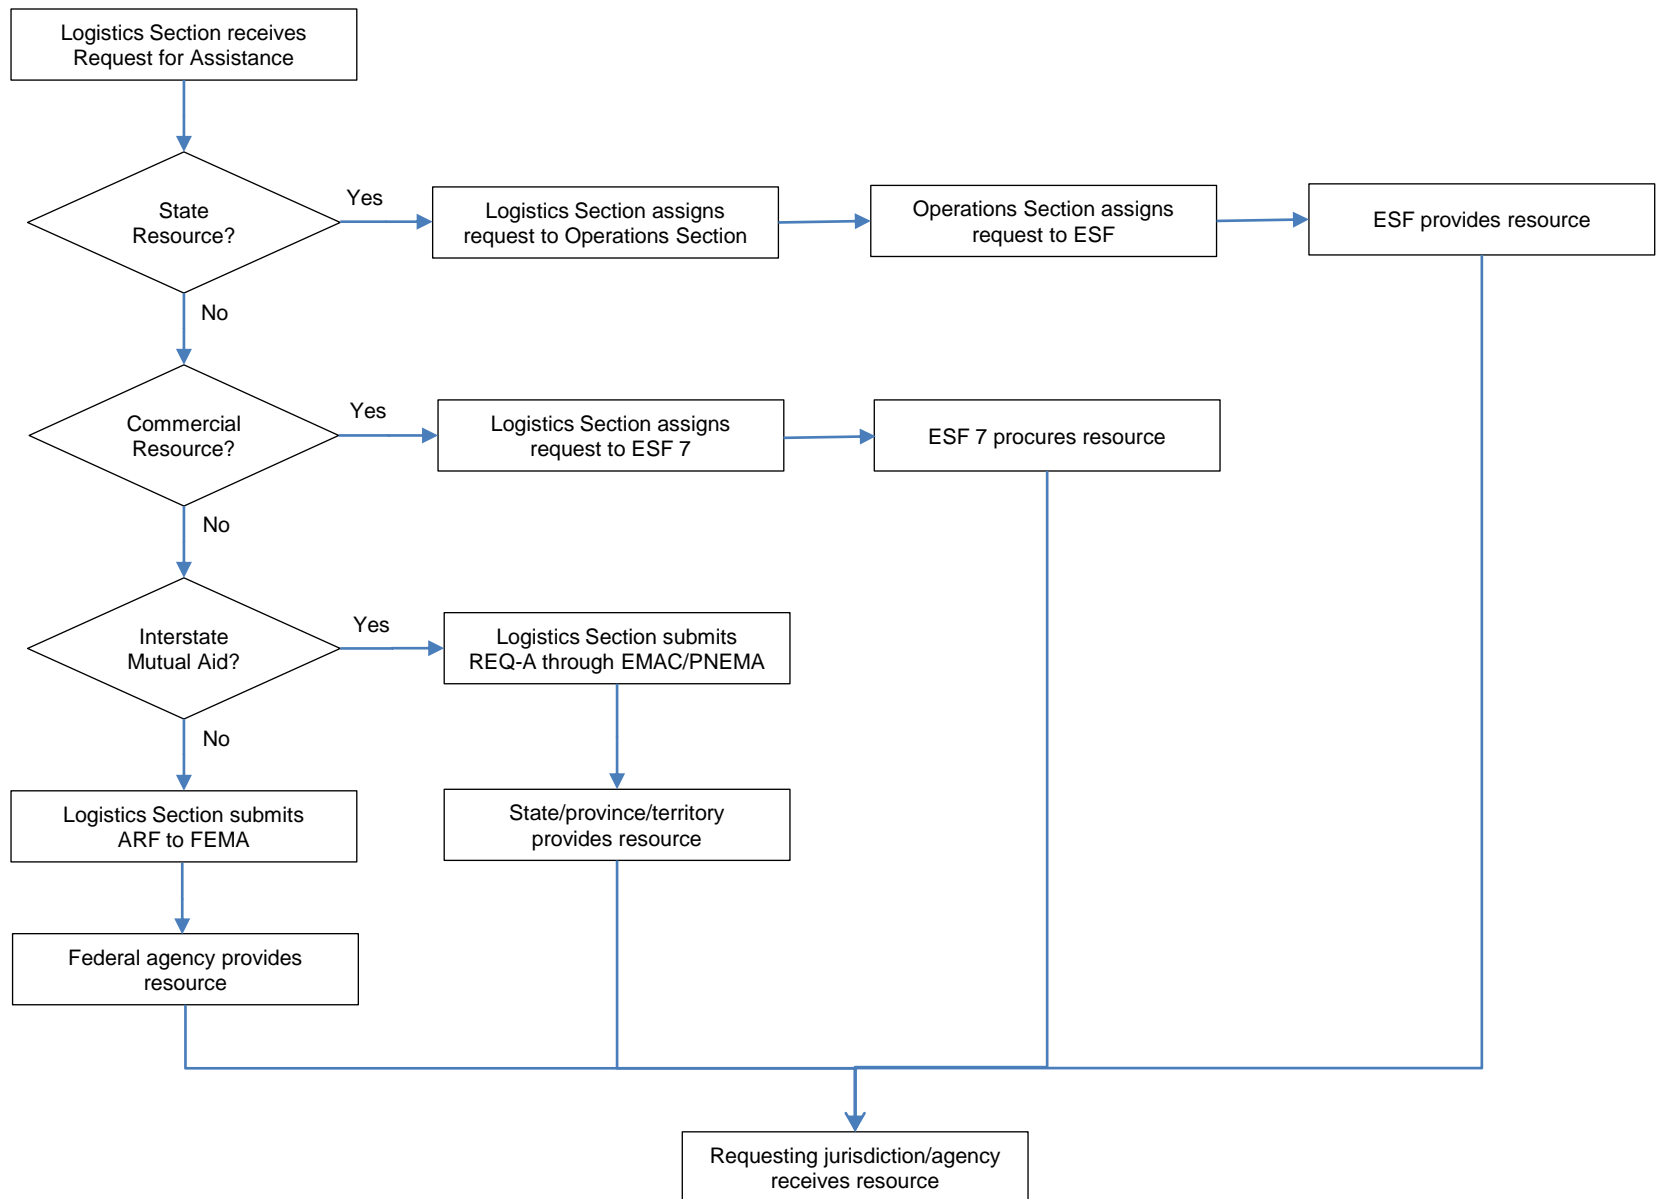 Logistics Section receives
Request for Assistance
State
Resource?
Yes
Logistics Section assigns
request to Operations Section
Operations Section assigns
request to ESF
ESF provides resource
No
Commercial
Resource?
Yes
Logistics Section assigns
request to ESF 7
ESF 7 procures resource
No
Interstate
Mutual Aid?
Yes
Logistics Section submits
REQ-A through EMAC/PNEMA
No
Logistics Section submits
ARF to FEMA
State/province/territory
provides resource
Federal agency provides
resource
Requesting jurisdiction/agency
receives resource